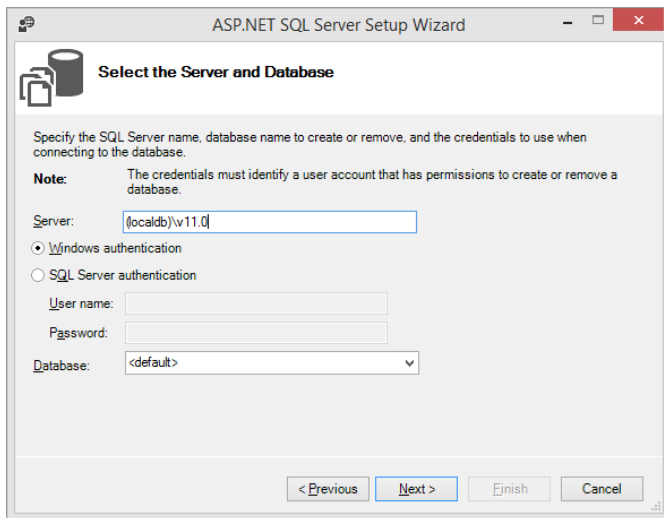 ASP.NET SQL Server Setup Wizard
Select the Server and Database
Specify the SQL Server name, database name to create or remove, and the credentials to use when
connecting to the database.
Note: The credentials must identify a user account that has permissions to create or remove a
database.
Server: (localdb)\v11.0
Windows authentication
SQL Server authentication
User name:
Password:
Database: <default>
< Previous Next > Finish Cancel